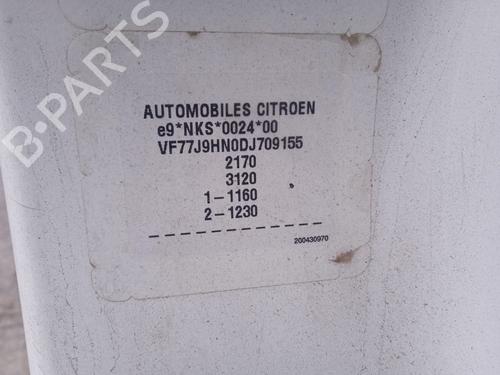 B-PARTS
AUTOMOBILES CITROEN
e9*NKS*0024*00
VF77J9HN0DJ709155
2170
3120
1-1160
2-1230
200430970